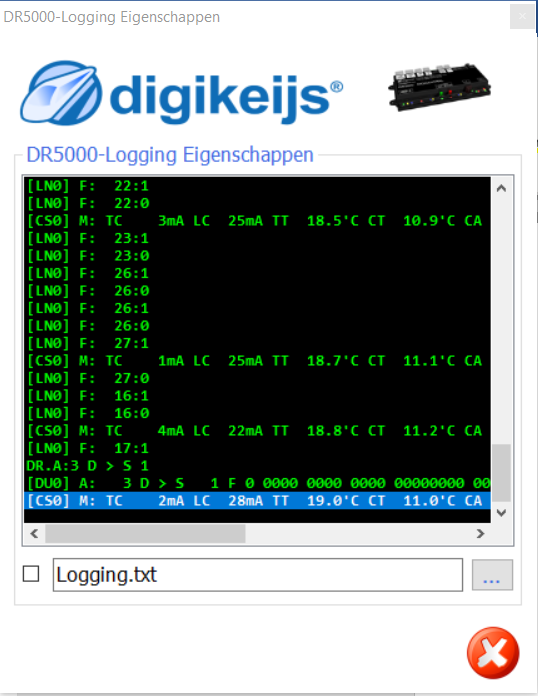 DR5000-Logging Eigenschappen
digikeijs®
DR5000-Logging Eigenschappen
[LN0] F:  22:1
[LN0] F:  22:0
[CS0] M: TC    3mA LC  25mA TT  18.5'C CT  10.9'C CA
[LN0] F:  23:1
[LN0] F:  23:0
[LN0] F:  26:1
[LN0] F:  26:0
[LN0] F:  26:1
[LN0] F:  26:0
[LN0] F:  27:1
[CS0] M: TC    1mA LC  25mA TT  18.7'C CT  11.1'C CA
[LN0] F:  27:0
[LN0] F:  16:1
[LN0] F:  16:0
[CS0] M: TC    4mA LC  22mA TT  18.8'C CT  11.2'C CA
[LN0] F:  17:1
DR.A:3 D > S 1
[DU0] A:   3 D > S   1 F 0 0000 0000 0000 00000000 00
[CS0] M: TC    2mA LC  28mA TT  19.0'C CT  11.0'C CA
Logging.txt
...